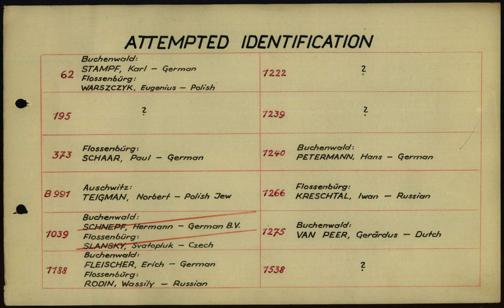 ATTEMPTED IDENTIFICATION
62
Buchenwald:
STAMPF, Karl – German
Flossenbürg:
WARSZCZYK, Eugenius – Polish
195
?
373
Flossenbürg:
SCHAAR, Paul – German
B 991
Auschwitz:
TEIGMAN, Norbert – Polish Jew
1039
Buchenwald:
SCHNEPF, Hermann – German B.V.
Flossenbürg:
SLANSKY, Svatopluk – Czech
1188
Buchenwald:
FLEISCHER, Erich – German
Flossenbürg:
RODIN, Wassily – Russian
1222
?
1239
?
1240
Buchenwald:
PETERMANN, Hans – German
1266
Flossenbürg:
KRESCHTAL, Iwan – Russian
1275
Buchenwald:
VAN PEER, Gerárdus – Dutch
1538
?